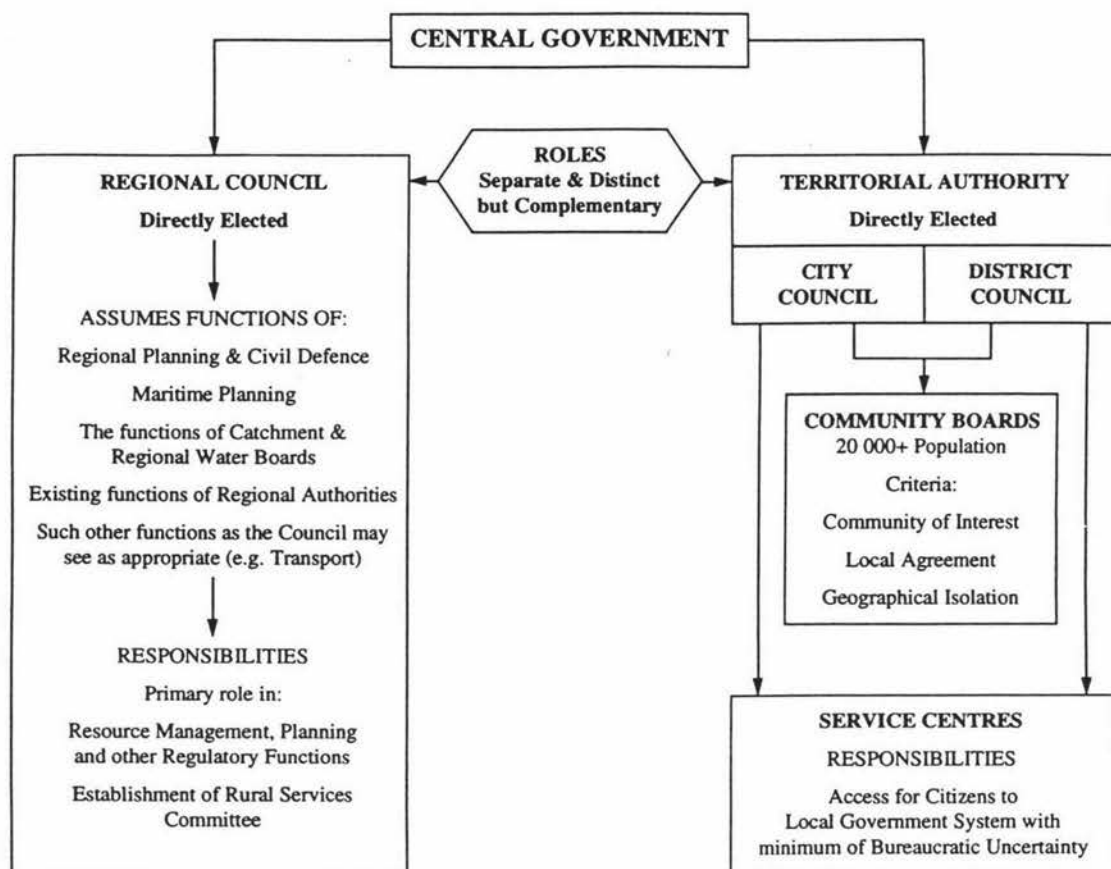 CENTRAL GOVERNMENT
ROLES
Separate & Distinct
but Complementary
REGIONAL COUNCIL
Directly Elected
ASSUMES FUNCTIONS OF:
Regional Planning & Civil Defence
Maritime Planning
The functions of Catchment &
Regional Water Boards
Existing functions of Regional Authorities
Such other functions as the Council may
see as appropriate (e.g. Transport)
RESPONSIBILITIES
Primary role in:
Resource Management, Planning
and other Regulatory Functions
Establishment of Rural Services
Committee
TERRITORIAL AUTHORITY
Directly Elected
CITY
COUNCIL
DISTRICT
COUNCIL
COMMUNITY BOARDS
20 000+ Population
Criteria:
Community of Interest
Local Agreement
Geographical Isolation
SERVICE CENTRES
RESPONSIBILITIES
Access for Citizens to
Local Government System with
minimum of Bureaucratic Uncertainty